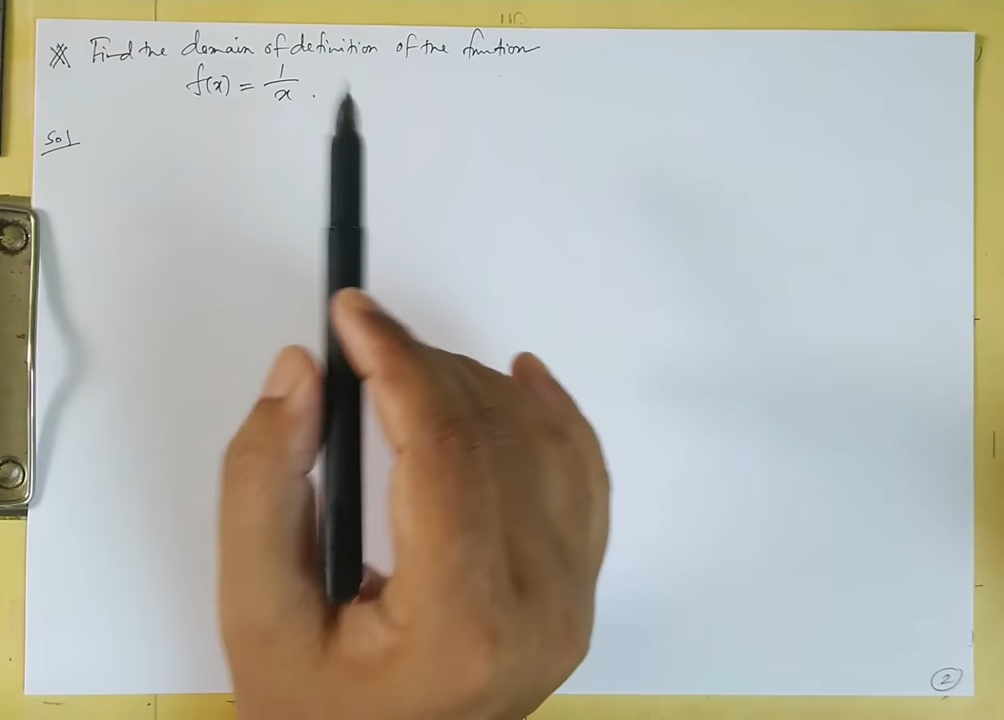 ※ Find the domain of definition of the function
f(x) = 1/x .
Sol
2